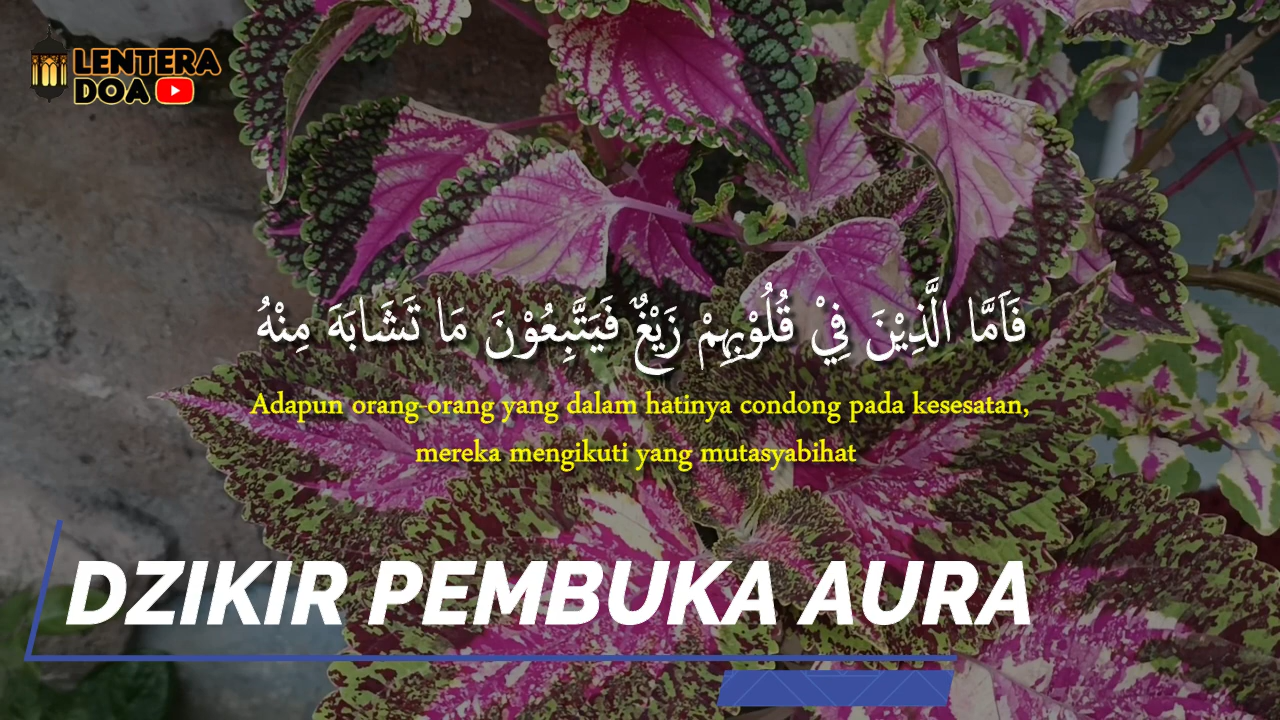 LENTERA
DOA
فَاَمَّا الَّذِيْنَ فِيْ قُلُوْبِهِمْ زَيْغٌ فَيَتَّبِعُوْنَ مَا تَشَابَهَ مِنْهُ
Adapun orang-orang yang dalam hatinya condong pada kesesatan,
mereka mengikuti yang mutasyabihat
DZIKIR PEMBUKA AURA